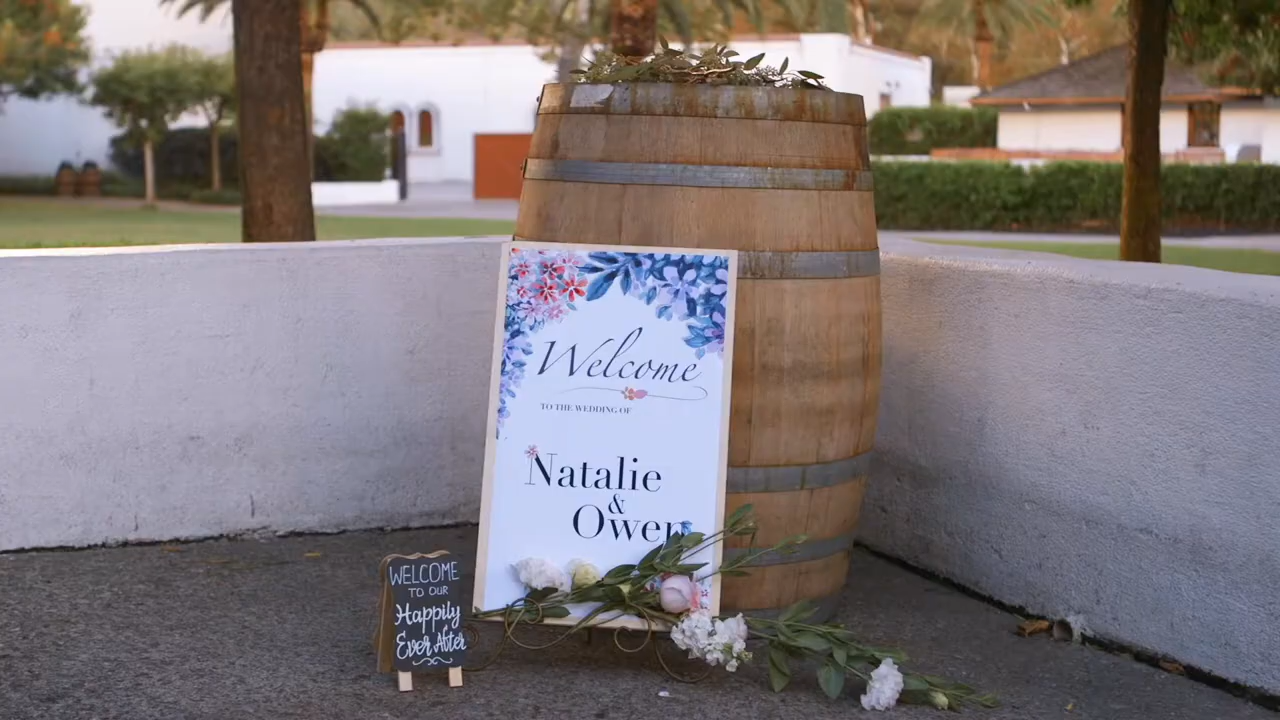 Welcome
TO THE WEDDING OF
Natalie
&
Owen
WELCOME
TO OUR
Happily
Ever After